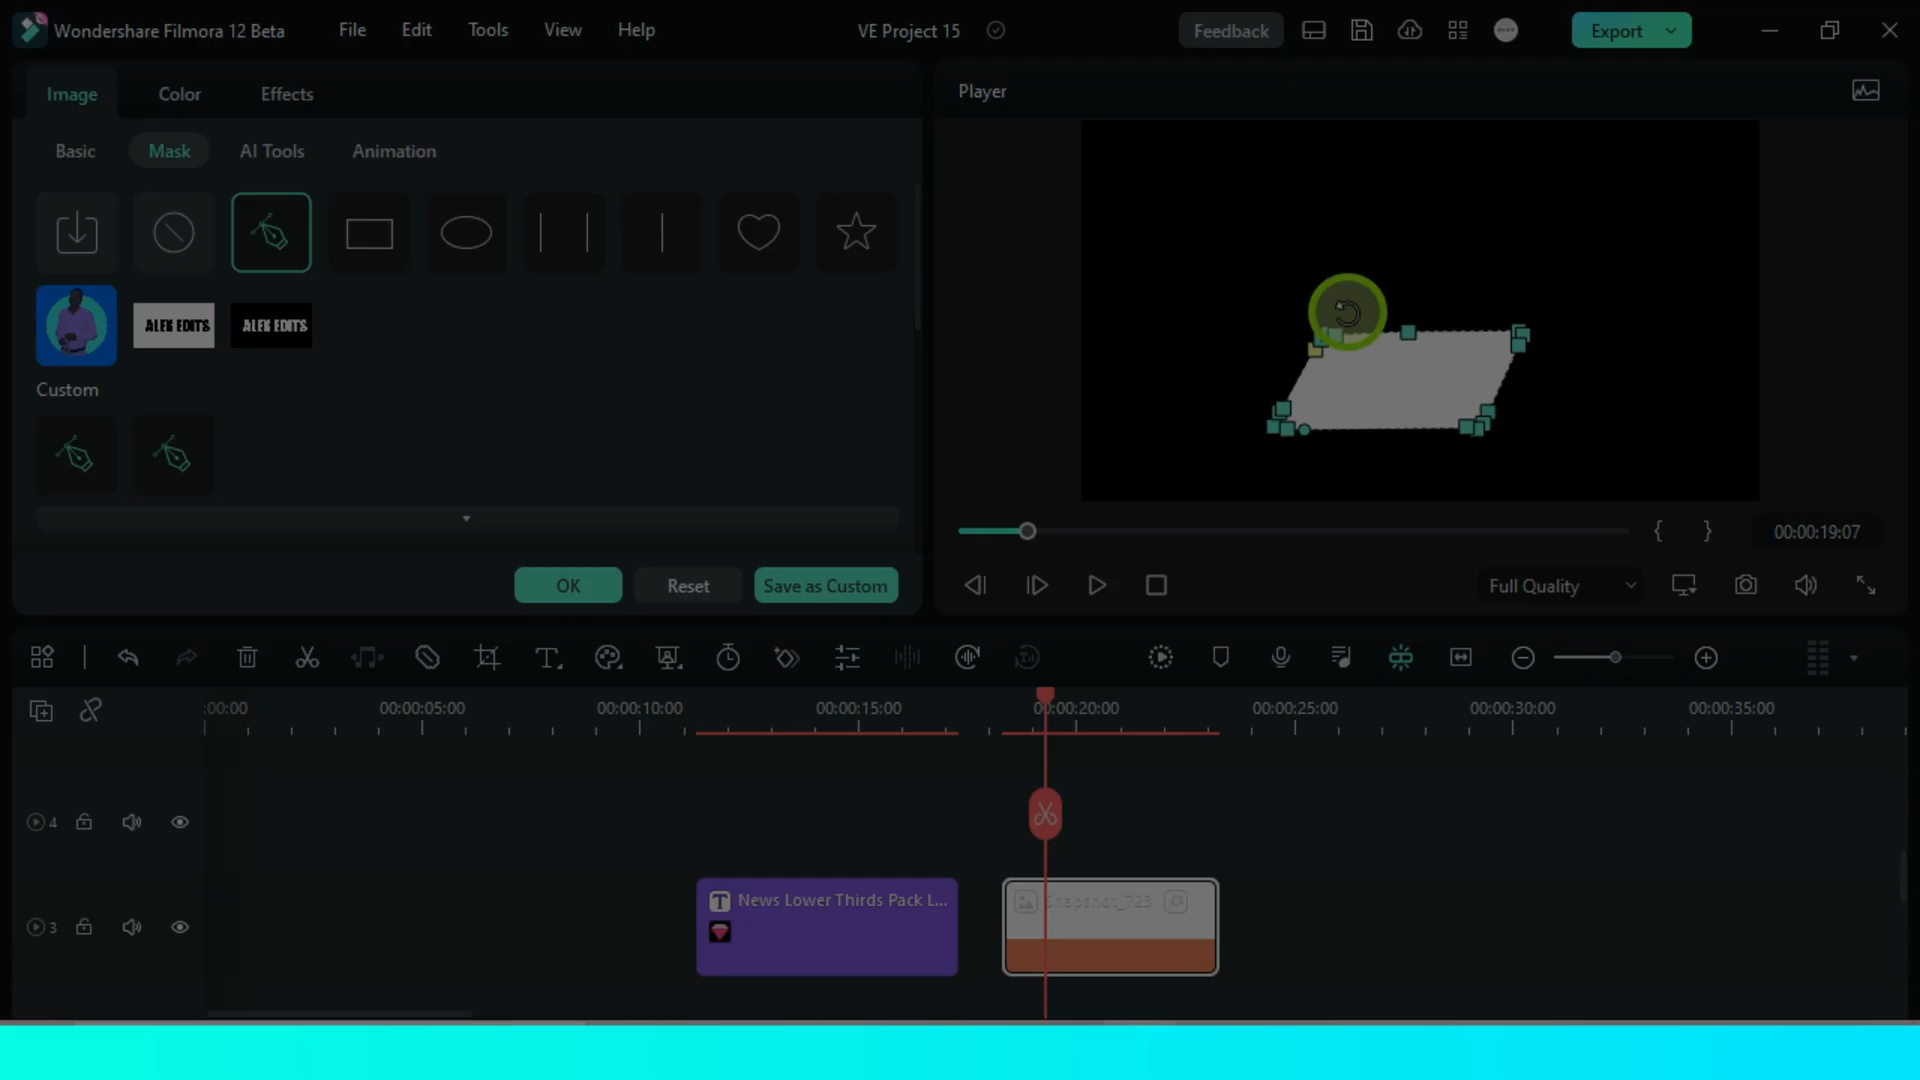 Wondershare Filmora 12 Beta File Edit Tools View Help VE Project 15 Feedback Export
Image Color Effects
Player
Basic Mask AI Tools Animation
ALEX EDITS ALEX EDITS
Custom
00:00:19:07
OK Reset Save as Custom
Full Quality
:00:00 00:00:05:00 00:00:10:00 00:00:15:00 00:00:20:00 00:00:25:00 00:00:30:00 00:00:35:00
4
News Lower Thirds Pack L... Snapshot_723
3